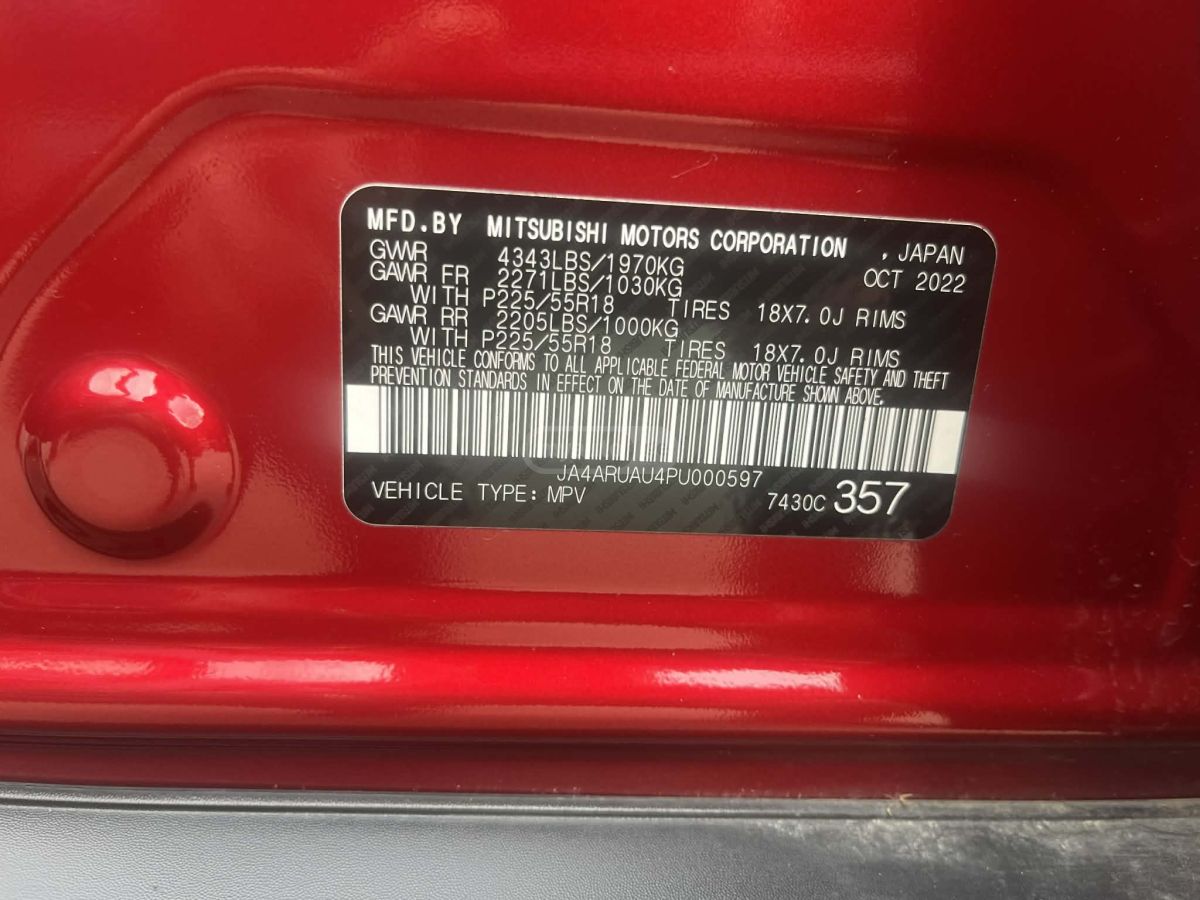 MFD.BY MITSUBISHI MOTORS CORPORATION , JAPAN
GVWR 4343LBS/1970KG OCT 2022
GAWR FR 2271LBS/1030KG
WITH P225/55R18 TIRES 18X7.0J RIMS
GAWR RR 2205LBS/1000KG
WITH P225/55R18 TIRES 18X7.0J RIMS
THIS VEHICLE CONFORMS TO ALL APPLICABLE FEDERAL MOTOR VEHICLE SAFETY AND THEFT
PREVENTION STANDARDS IN EFFECT ON THE DATE OF MANUFACTURE SHOWN ABOVE.
JA4ARUAU4PU000597
VEHICLE TYPE: MPV 7430C 357